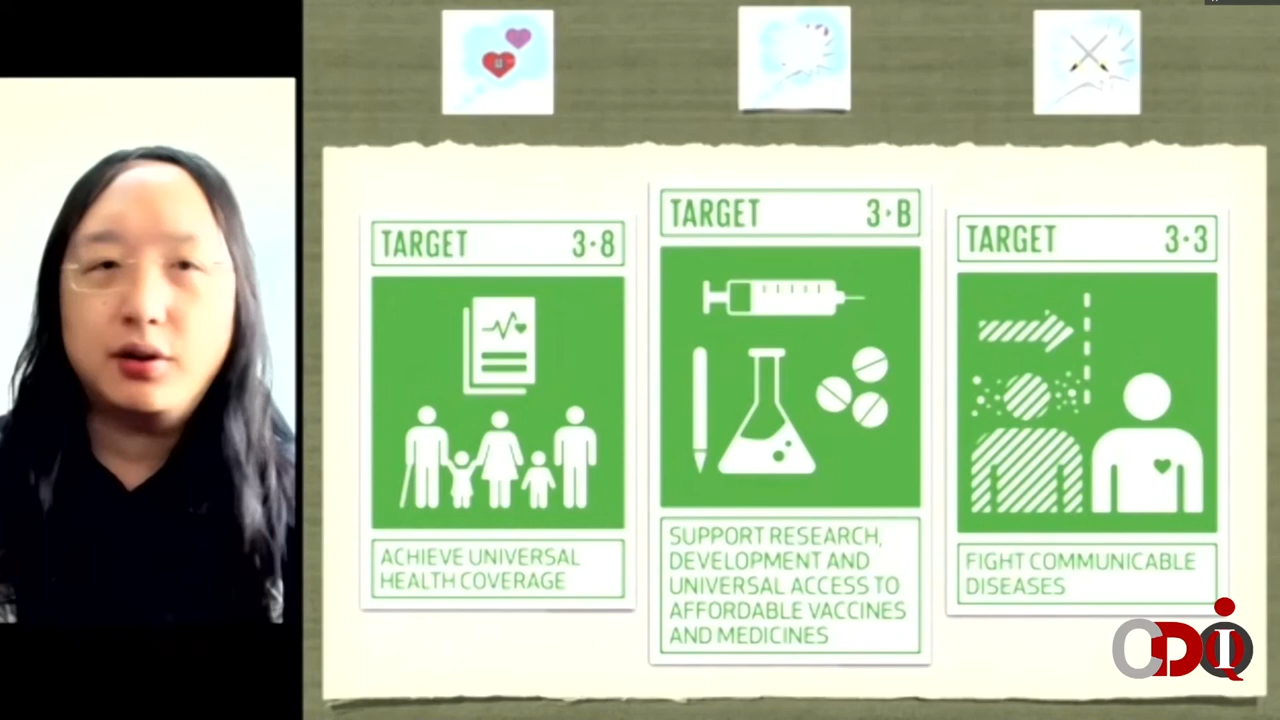 TARGET 3·8
ACHIEVE UNIVERSAL
HEALTH COVERAGE
TARGET 3·B
SUPPORT RESEARCH,
DEVELOPMENT AND
UNIVERSAL ACCESS TO
AFFORDABLE VACCINES
AND MEDICINES
TARGET 3·3
FIGHT COMMUNICABLE
DISEASES
ODIQ